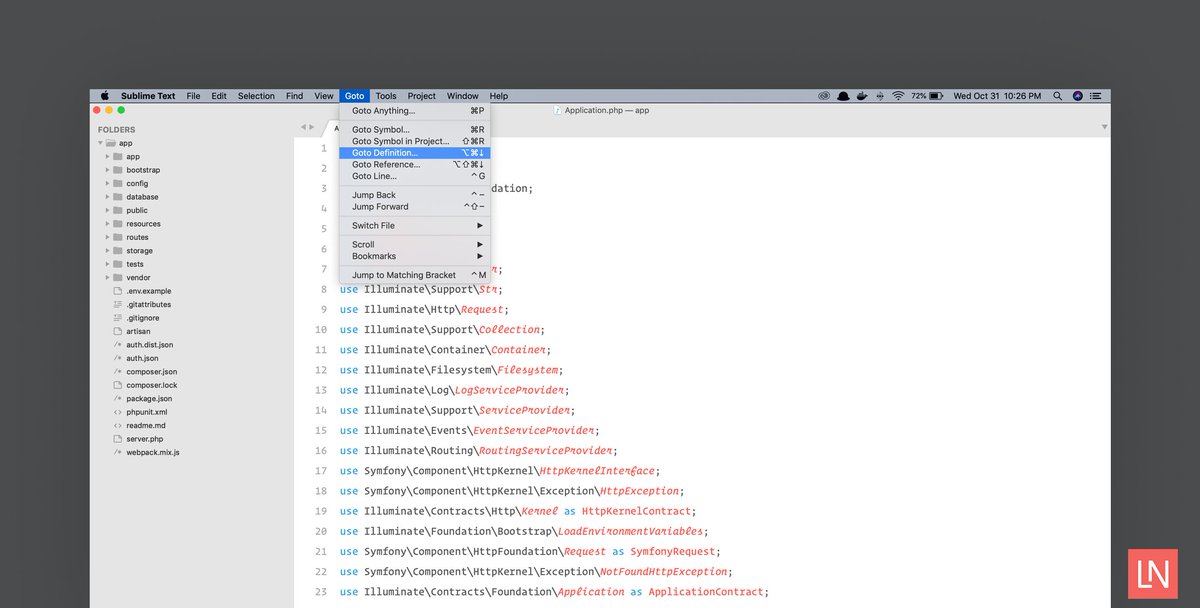 Sublime Text File Edit Selection Find View Goto Tools Project Window Help 72% Wed Oct 31 10:26 PM
Application.php — app
FOLDERS
app
app
bootstrap
config
database
public
resources
routes
storage
tests
vendor
.env.example
.gitattributes
.gitignore
artisan
auth.dist.json
auth.json
composer.json
composer.lock
package.json
phpunit.xml
readme.md
server.php
webpack.mix.js
Goto Anything... ⌘P
Goto Symbol... ⌘R
Goto Symbol in Project... ⇧⌘R
Goto Definition... ⌥⌘↓
Goto Reference... ⌥⇧⌘↓
Goto Line... ^G
Jump Back ^-
Jump Forward ^⇧-
Switch File ▶
Scroll ▶
Bookmarks ▶
Jump to Matching Bracket ^M
1
2
3 dation;
4
5
6
7 r;
8 use Illuminate\Support\Str;
9 use Illuminate\Http\Request;
10 use Illuminate\Support\Collection;
11 use Illuminate\Container\Container;
12 use Illuminate\Filesystem\Filesystem;
13 use Illuminate\Log\LogServiceProvider;
14 use Illuminate\Support\ServiceProvider;
15 use Illuminate\Events\EventServiceProvider;
16 use Illuminate\Routing\RoutingServiceProvider;
17 use Symfony\Component\HttpKernel\HttpKernelInterface;
18 use Symfony\Component\HttpKernel\Exception\HttpException;
19 use Illuminate\Contracts\Http\Kernel as HttpKernelContract;
20 use Illuminate\Foundation\Bootstrap\LoadEnvironmentVariables;
21 use Symfony\Component\HttpFoundation\Request as SymfonyRequest;
22 use Symfony\Component\HttpKernel\Exception\NotFoundHttpException;
23 use Illuminate\Contracts\Foundation\Application as ApplicationContract;
LN